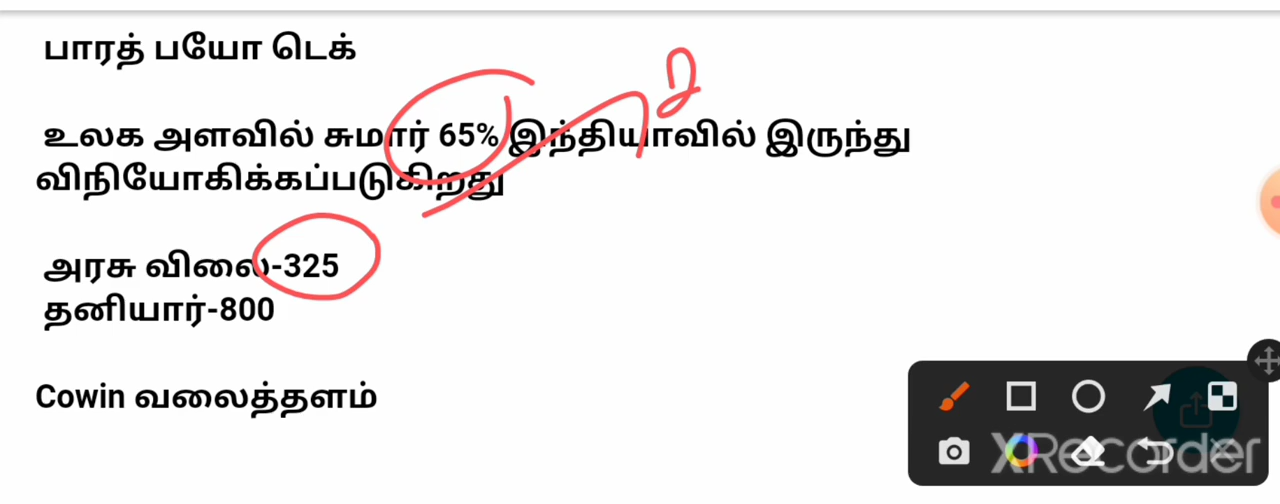 பாரத் பயோ டெக்
உலக அளவில் சுமார் 65% இந்தியாவில் இருந்து
விநியோகிக்கப்படுகிறது
அரசு விலை-325
தனியார்-800
Cowin வலைத்தளம்
XRecorder